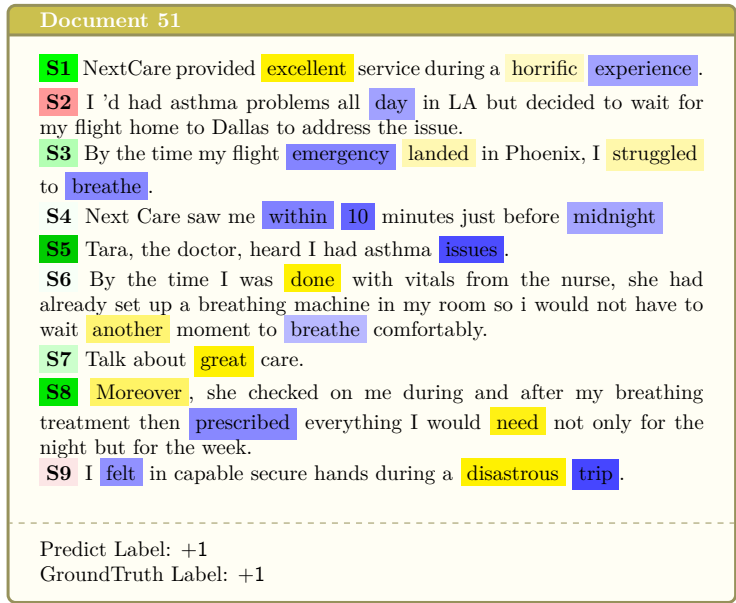 Document 51
S1 NextCare provided excellent service during a horrific experience.
S2 I 'd had asthma problems all day in LA but decided to wait for
my flight home to Dallas to address the issue.
S3 By the time my flight emergency landed in Phoenix, I struggled
to breathe.
S4 Next Care saw me within 10 minutes just before midnight
S5 Tara, the doctor, heard I had asthma issues.
S6 By the time I was done with vitals from the nurse, she had
already set up a breathing machine in my room so i would not have to
wait another moment to breathe comfortably.
S7 Talk about great care.
S8 Moreover, she checked on me during and after my breathing
treatment then prescribed everything I would need not only for the
night but for the week.
S9 I felt in capable secure hands during a disastrous trip.
Predict Label: +1
GroundTruth Label: +1